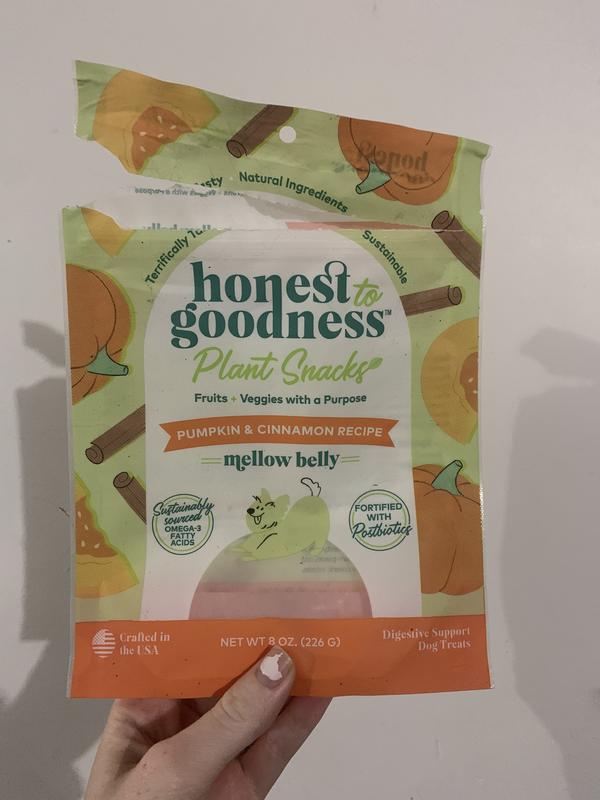 Natural Ingredients
Terrifically Ta
Sustainable
honest to
goodness™
Plant Snacks
Fruits + Veggies with a Purpose
PUMPKIN & CINNAMON RECIPE
mellow belly
Sustainably
sourced
OMEGA-3
FATTY
ACIDS
FORTIFIED
WITH
Postbiotics
Crafted in
the USA
NET WT 8 OZ. (226 G)
Digestive Support
Dog Treats